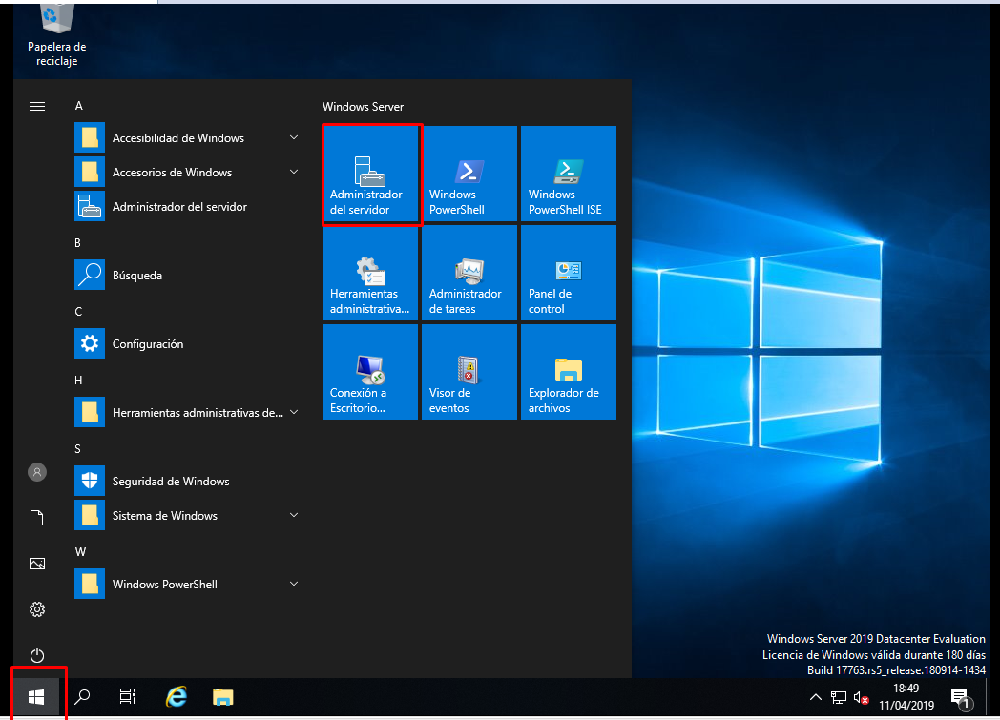 Papelera de
reciclaje
A
Accesibilidad de Windows
Accesorios de Windows
Administrador del servidor
B
Búsqueda
C
Configuración
H
Herramientas administrativas de...
S
Seguridad de Windows
Sistema de Windows
W
Windows PowerShell
Windows Server
Administrador
del servidor
Windows
PowerShell
Windows
PowerShell ISE
Herramientas
administrativa...
Administrador
de tareas
Panel de
control
Conexión a
Escritorio...
Visor de
eventos
Explorador de
archivos
Windows Server 2019 Datacenter Evaluation
Licencia de Windows válida durante 180 días
Build 17763.rs5_release.180914-1434
18:49
11/04/2019
1